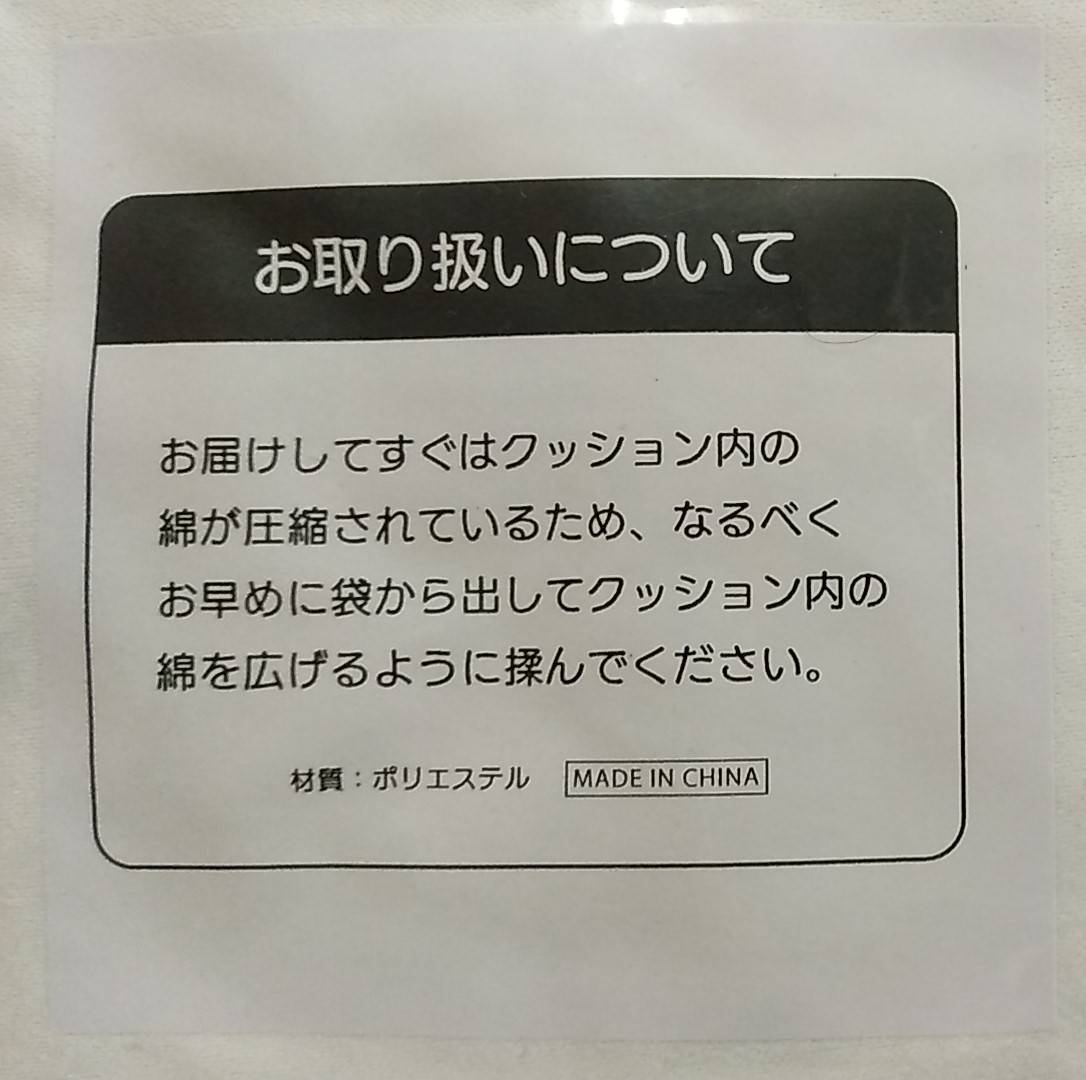 お取り扱いについて
お届けしてすぐはクッション内の
綿が圧縮されているため、なるべく
お早めに袋から出してクッション内の
綿を広げるように揉んでください。
材質：ポリエステル MADE IN CHINA